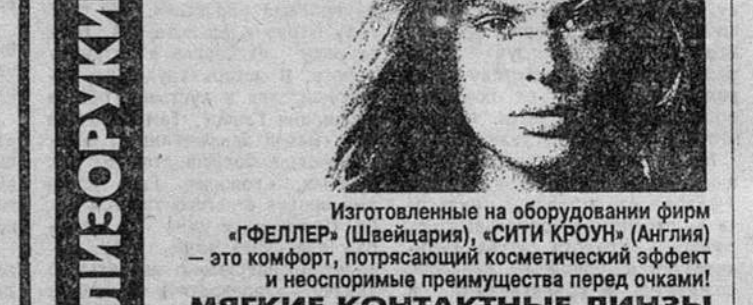 ЛИЗОРУКИ
Изготовленные на оборудовании фирм
«ГФЕЛЛЕР» (Швейцария), «СИТИ КРОУН» (Англия)
— это комфорт, потрясающий косметический эффект
и неоспоримые преимущества перед очками!
МЯГКИЕ КОНТАКТНЫЕ ЛИНЗЫ